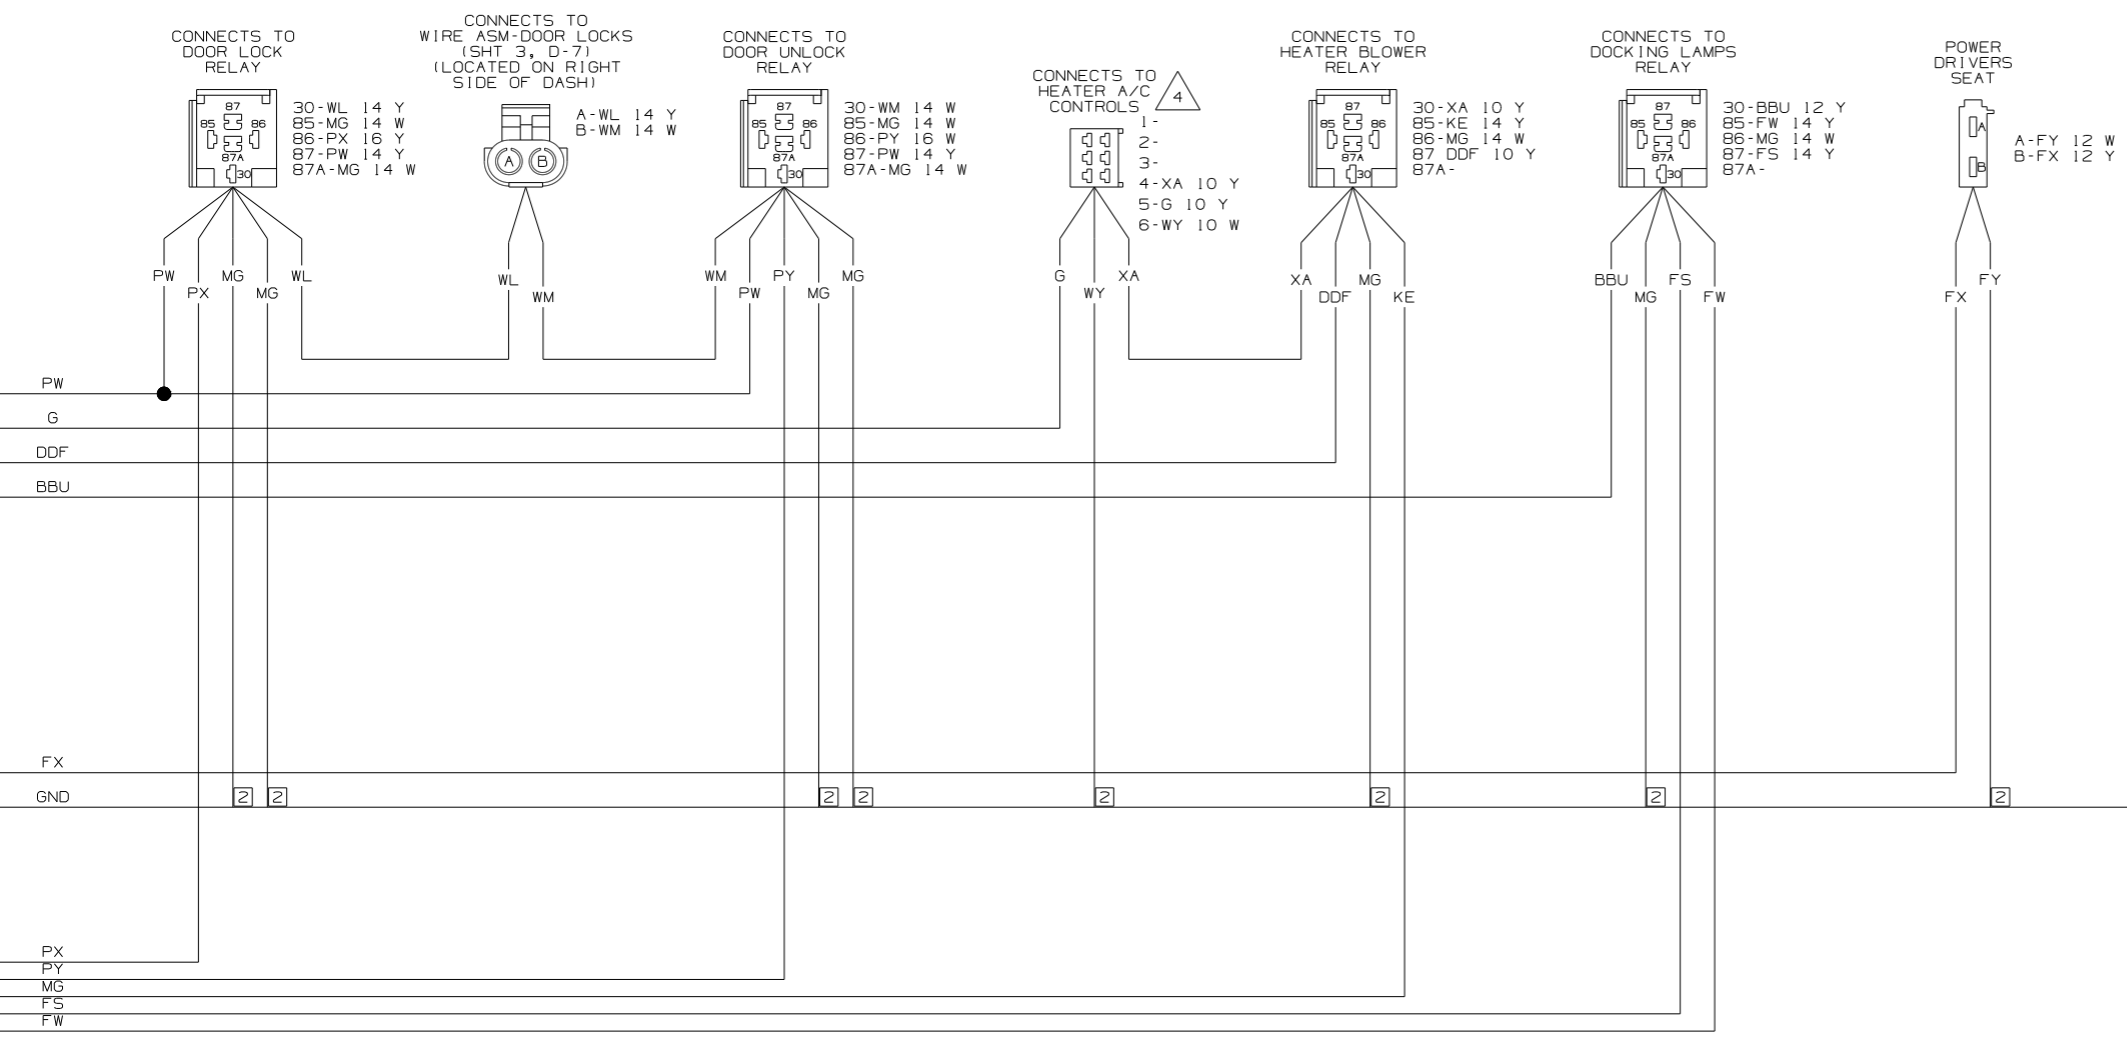 CONNECTS TO
DOOR LOCK
RELAY
87
85
86
87A
30
30-WL 14 Y
85-MG 14 W
86-PX 16 Y
87-PW 14 Y
87A-MG 14 W
CONNECTS TO
WIRE ASM-DOOR LOCKS
(SHT 3, D-7)
(LOCATED ON RIGHT
SIDE OF DASH)
A
B
A-WL 14 Y
B-WM 14 W
CONNECTS TO
DOOR UNLOCK
RELAY
87
85
86
87A
30
30-WM 14 W
85-MG 14 W
86-PY 16 W
87-PW 14 Y
87A-MG 14 W
CONNECTS TO
HEATER A/C
CONTROLS
4
1-
2-
3-
4-XA 10 Y
5-G 10 Y
6-WY 10 W
CONNECTS TO
HEATER BLOWER
RELAY
87
85
86
87A
30
30-XA 10 Y
85-KE 14 Y
86-MG 14 W
87 DDF 10 Y
87A-
CONNECTS TO
DOCKING LAMPS
RELAY
87
85
86
87A
30
30-BBU 12 Y
85-FW 14 Y
86-MG 14 W
87-FS 14 Y
87A-
POWER
DRIVERS
SEAT
A
B
A-FY 12 W
B-FX 12 Y
PW
PX
MG
MG
WL
WL
WM
WM
PW
PY
MG
MG
G
WY
XA
XA
DDF
MG
KE
BBU
MG
FS
FW
FX
FY
PW
G
DDF
BBU
FX
GND
2
2
2
2
2
2
2
2
PX
PY
MG
FS
FW